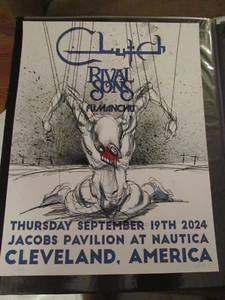 Clutch
RIVAL
SONS
FU MANCHU
THURSDAY SEPTEMBER 19TH 2024
JACOBS PAVILION AT NAUTICA
CLEVELAND, AMERICA